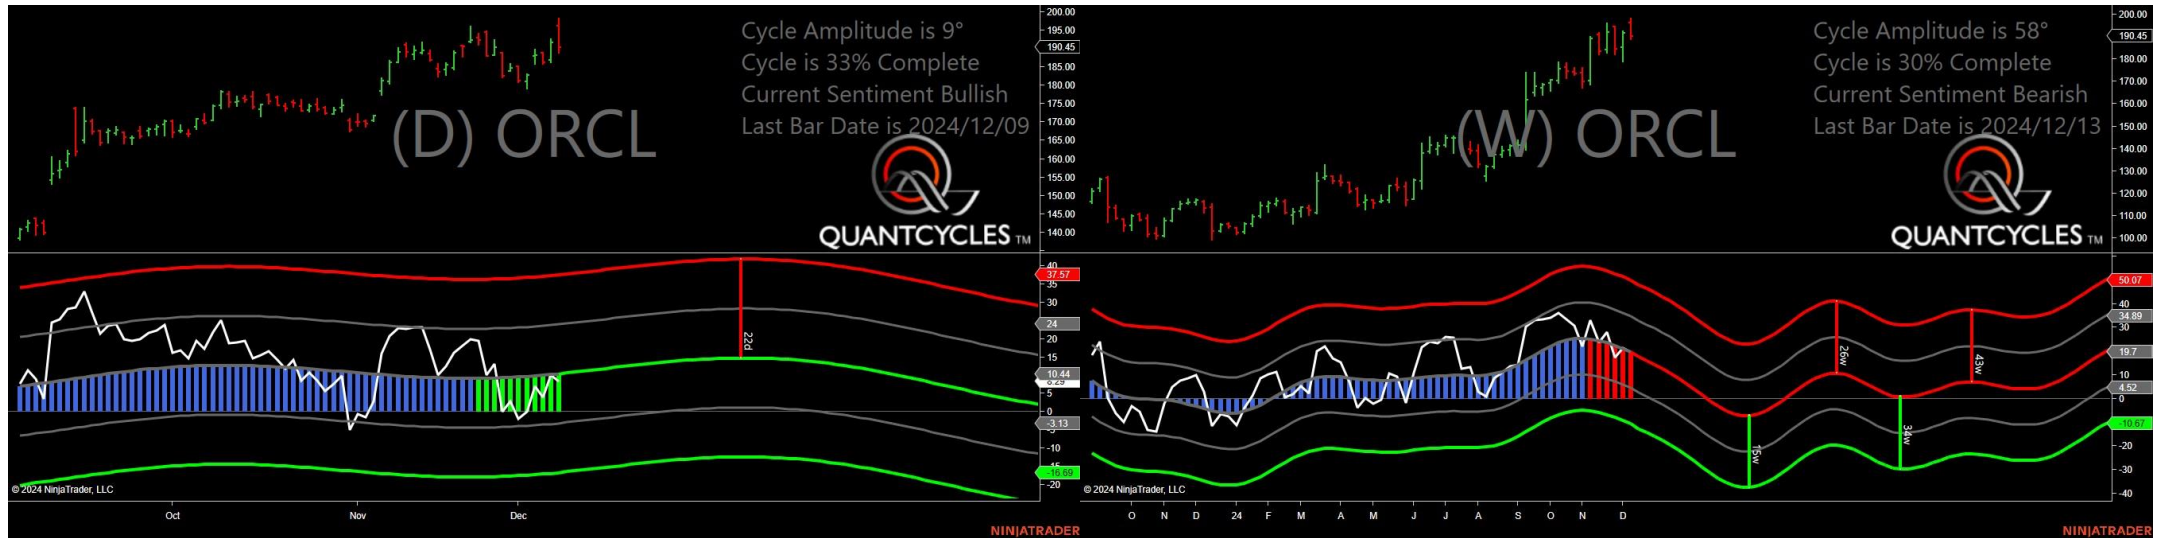 Cycle Amplitude is 9°
Cycle is 33% Complete
Current Sentiment Bullish
Last Bar Date is 2024/12/09
(D) ORCL
QUANTCYCLES TM
200.00
195.00
190.45
185.00
180.00
175.00
170.00
165.00
160.00
155.00
150.00
145.00
140.00
40
37.57
35
30
24
20
15
10.44
8.29
5
0
-3.13
-10
-16.69
-20
22d
© 2024 NinjaTrader, LLC
Oct Nov Dec
NINJATRADER
Cycle Amplitude is 58°
Cycle is 30% Complete
Current Sentiment Bearish
Last Bar Date is 2024/12/13
(W) ORCL
QUANTCYCLES TM
200.00
190.45
180.00
170.00
160.00
150.00
140.00
130.00
120.00
110.00
100.00
50.07
40
34.89
30
19.7
10
4.52
0
-10.67
-20
-30
-40
15w
26w
34w
43w
© 2024 NinjaTrader, LLC
O N D 24 F M A M J J A S O N D
NINJATRADER